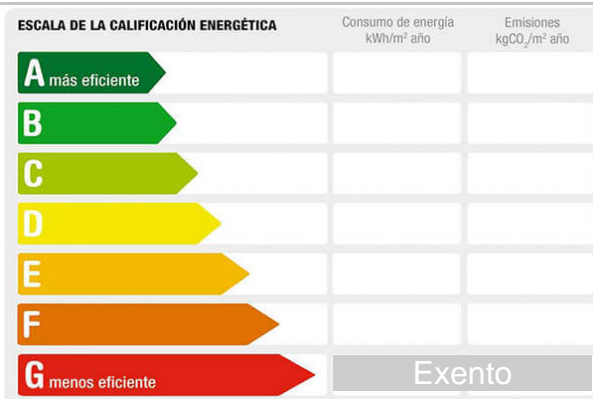 ESCALA DE LA CALIFICACIÓN ENERGÉTICA
Consumo de energía
kWh/m² año
Emisiones
kgCO₂/m² año
A más eficiente
B
C
D
E
F
G menos eficiente
Exento